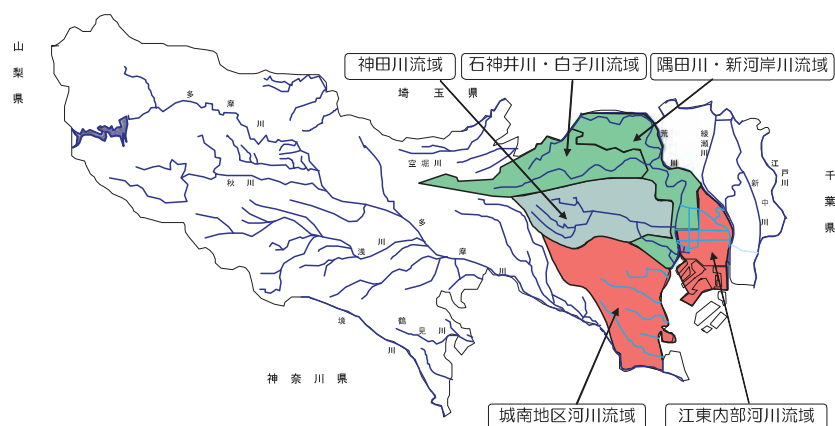 山梨県
神田川流域
石神井川・白子川流域
隅田川・新河岸川流域
埼玉県
多摩川
荒川
綾瀬川
江戸川
空堀川
秋川
新中川
千葉県
多摩川
浅川
境川
鶴見川
神奈川県
城南地区河川流域
江東内部河川流域